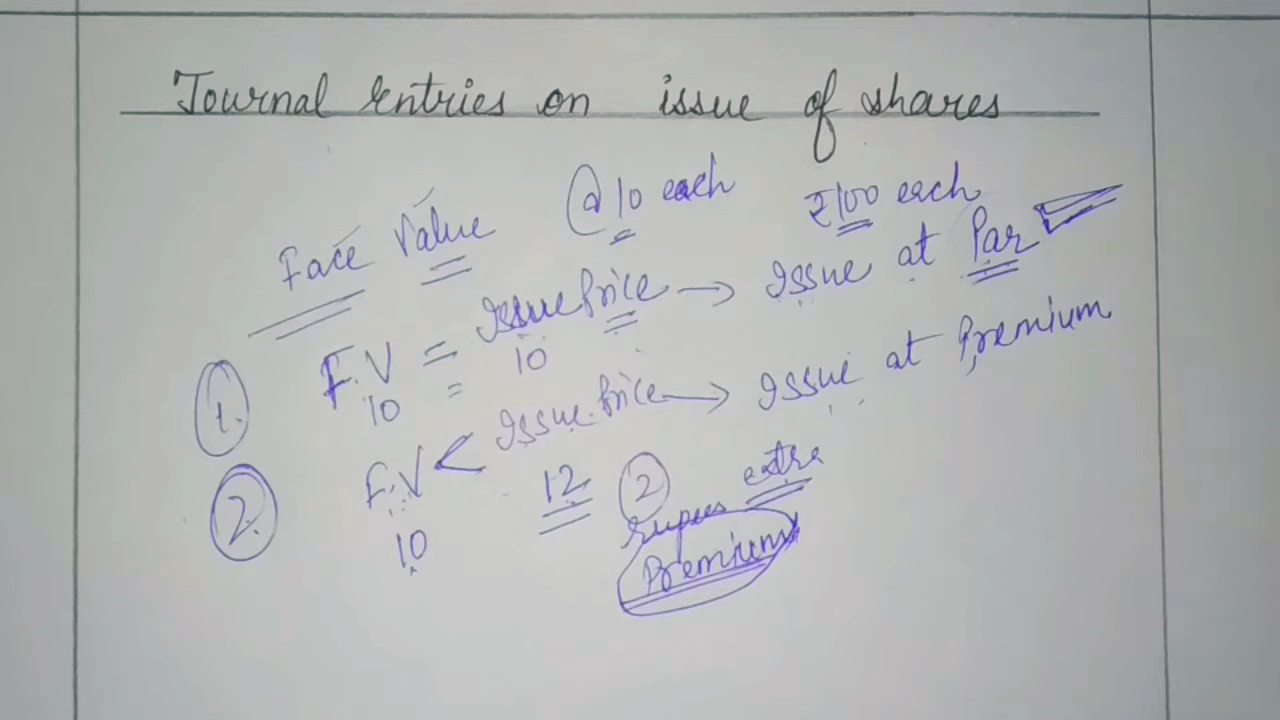 Journal Entries on issue of shares
Face Value @ 10 each ₹100 each
1. F.V = Issue Price → Issue at Par
10 = 10
2. F.V < Issue Price → Issue at Premium
10 12 2 rupees extra
Premium